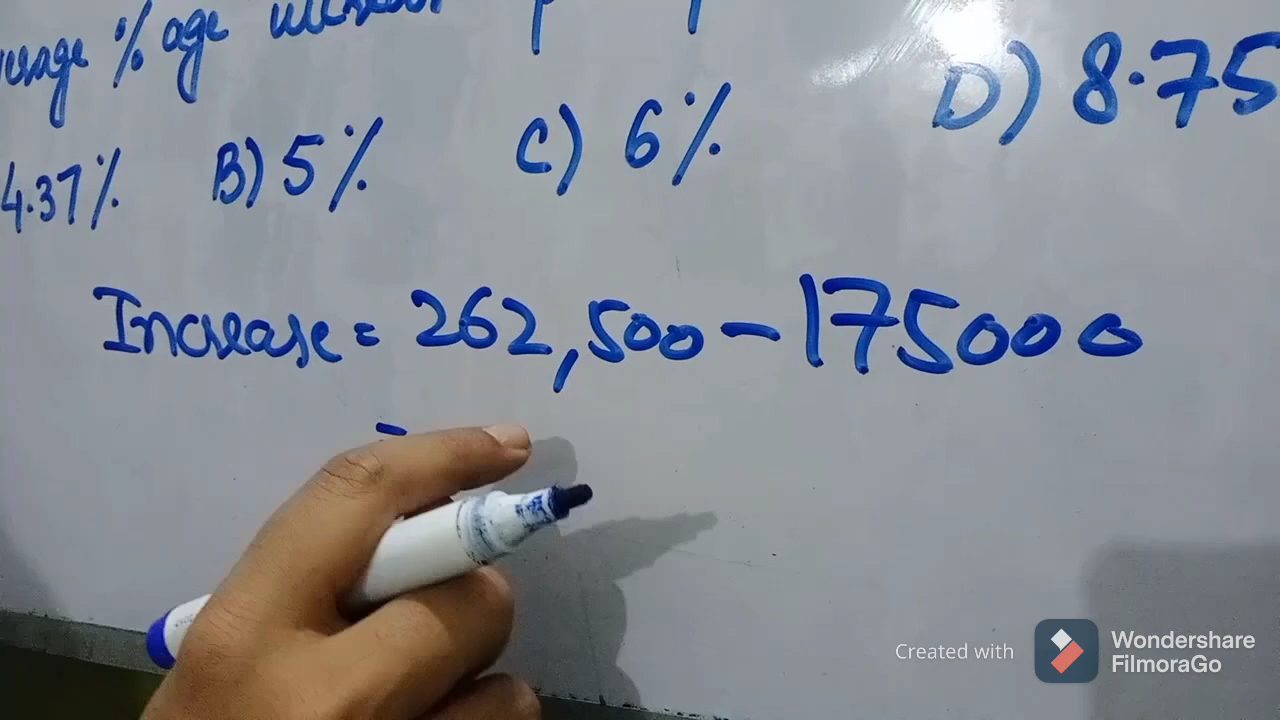 %age
4.37%
B) 5%
C) 6%
D) 8.75
Increase = 262,500 - 175000
Created with
Wondershare
FilmoraGo